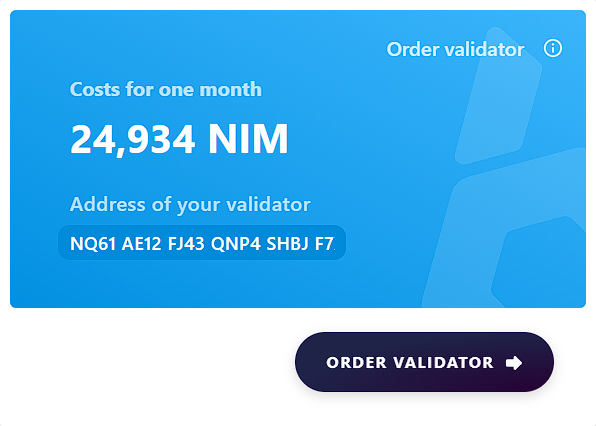 Order validator
Costs for one month
24,934 NIM
Address of your validator
NQ61 AE12 FJ43 QNP4 SHBJ F7
ORDER VALIDATOR